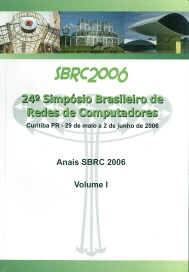 SBRC2006
24º Simpósio Brasileiro de
Redes de Computadores
Curitiba PR - 29 de maio a 2 de junho de 2006
Anais SBRC 2006
Volume I